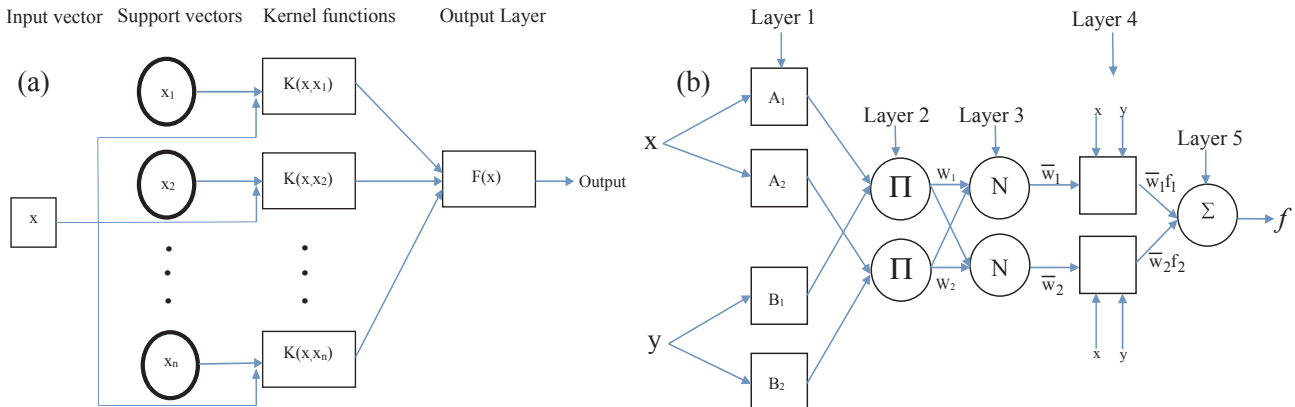 Input vector Support vectors Kernel functions Output Layer
(a)
x₁ K(x,x₁)
x₂ K(x,x₂) F(x) Output
x
xₙ K(x,xₙ)
(b)
Layer 1 Layer 4
A₁ x y
Layer 2 Layer 3 Layer 5
x
A₂ Π w₁ N w̅₁ w̅₁f₁
Σ f
B₁ Π w₂ N w̅₂ w̅₂f₂
y
B₂ x y